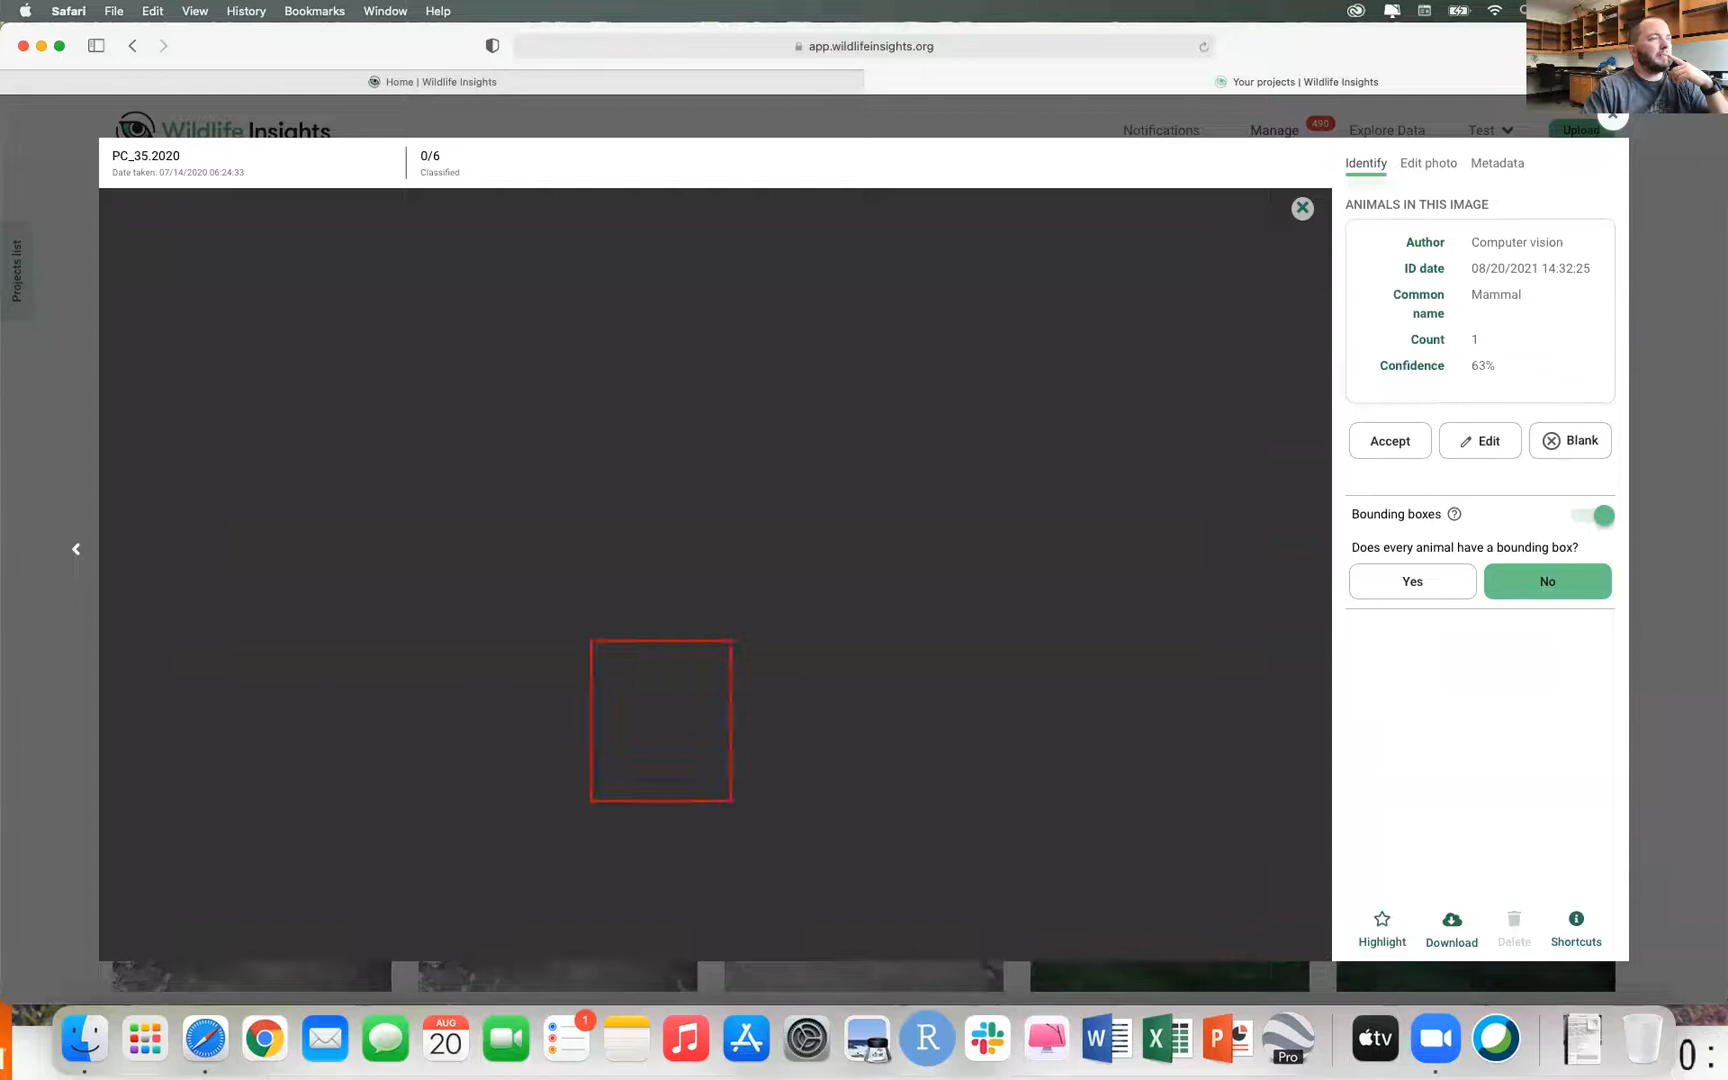 Safari File Edit View History Bookmarks Window Help
app.wildlifeinsights.org
Home | Wildlife Insights
Your projects | Wildlife Insights
Wildlife Insights
Notifications Manage 490 Explore Data Test Upload
PC_35.2020
Date taken: 07/14/2020 06:24:33
0/6
Classified
Projects list
Identify Edit photo Metadata
ANIMALS IN THIS IMAGE
Author Computer vision
ID date 08/20/2021 14:32:25
Common name Mammal
Count 1
Confidence 63%
Accept Edit Blank
Bounding boxes ?
Does every animal have a bounding box?
Yes No
Highlight Download Delete Shortcuts
AUG
20
1
R
W X P
Pro
tv
0: